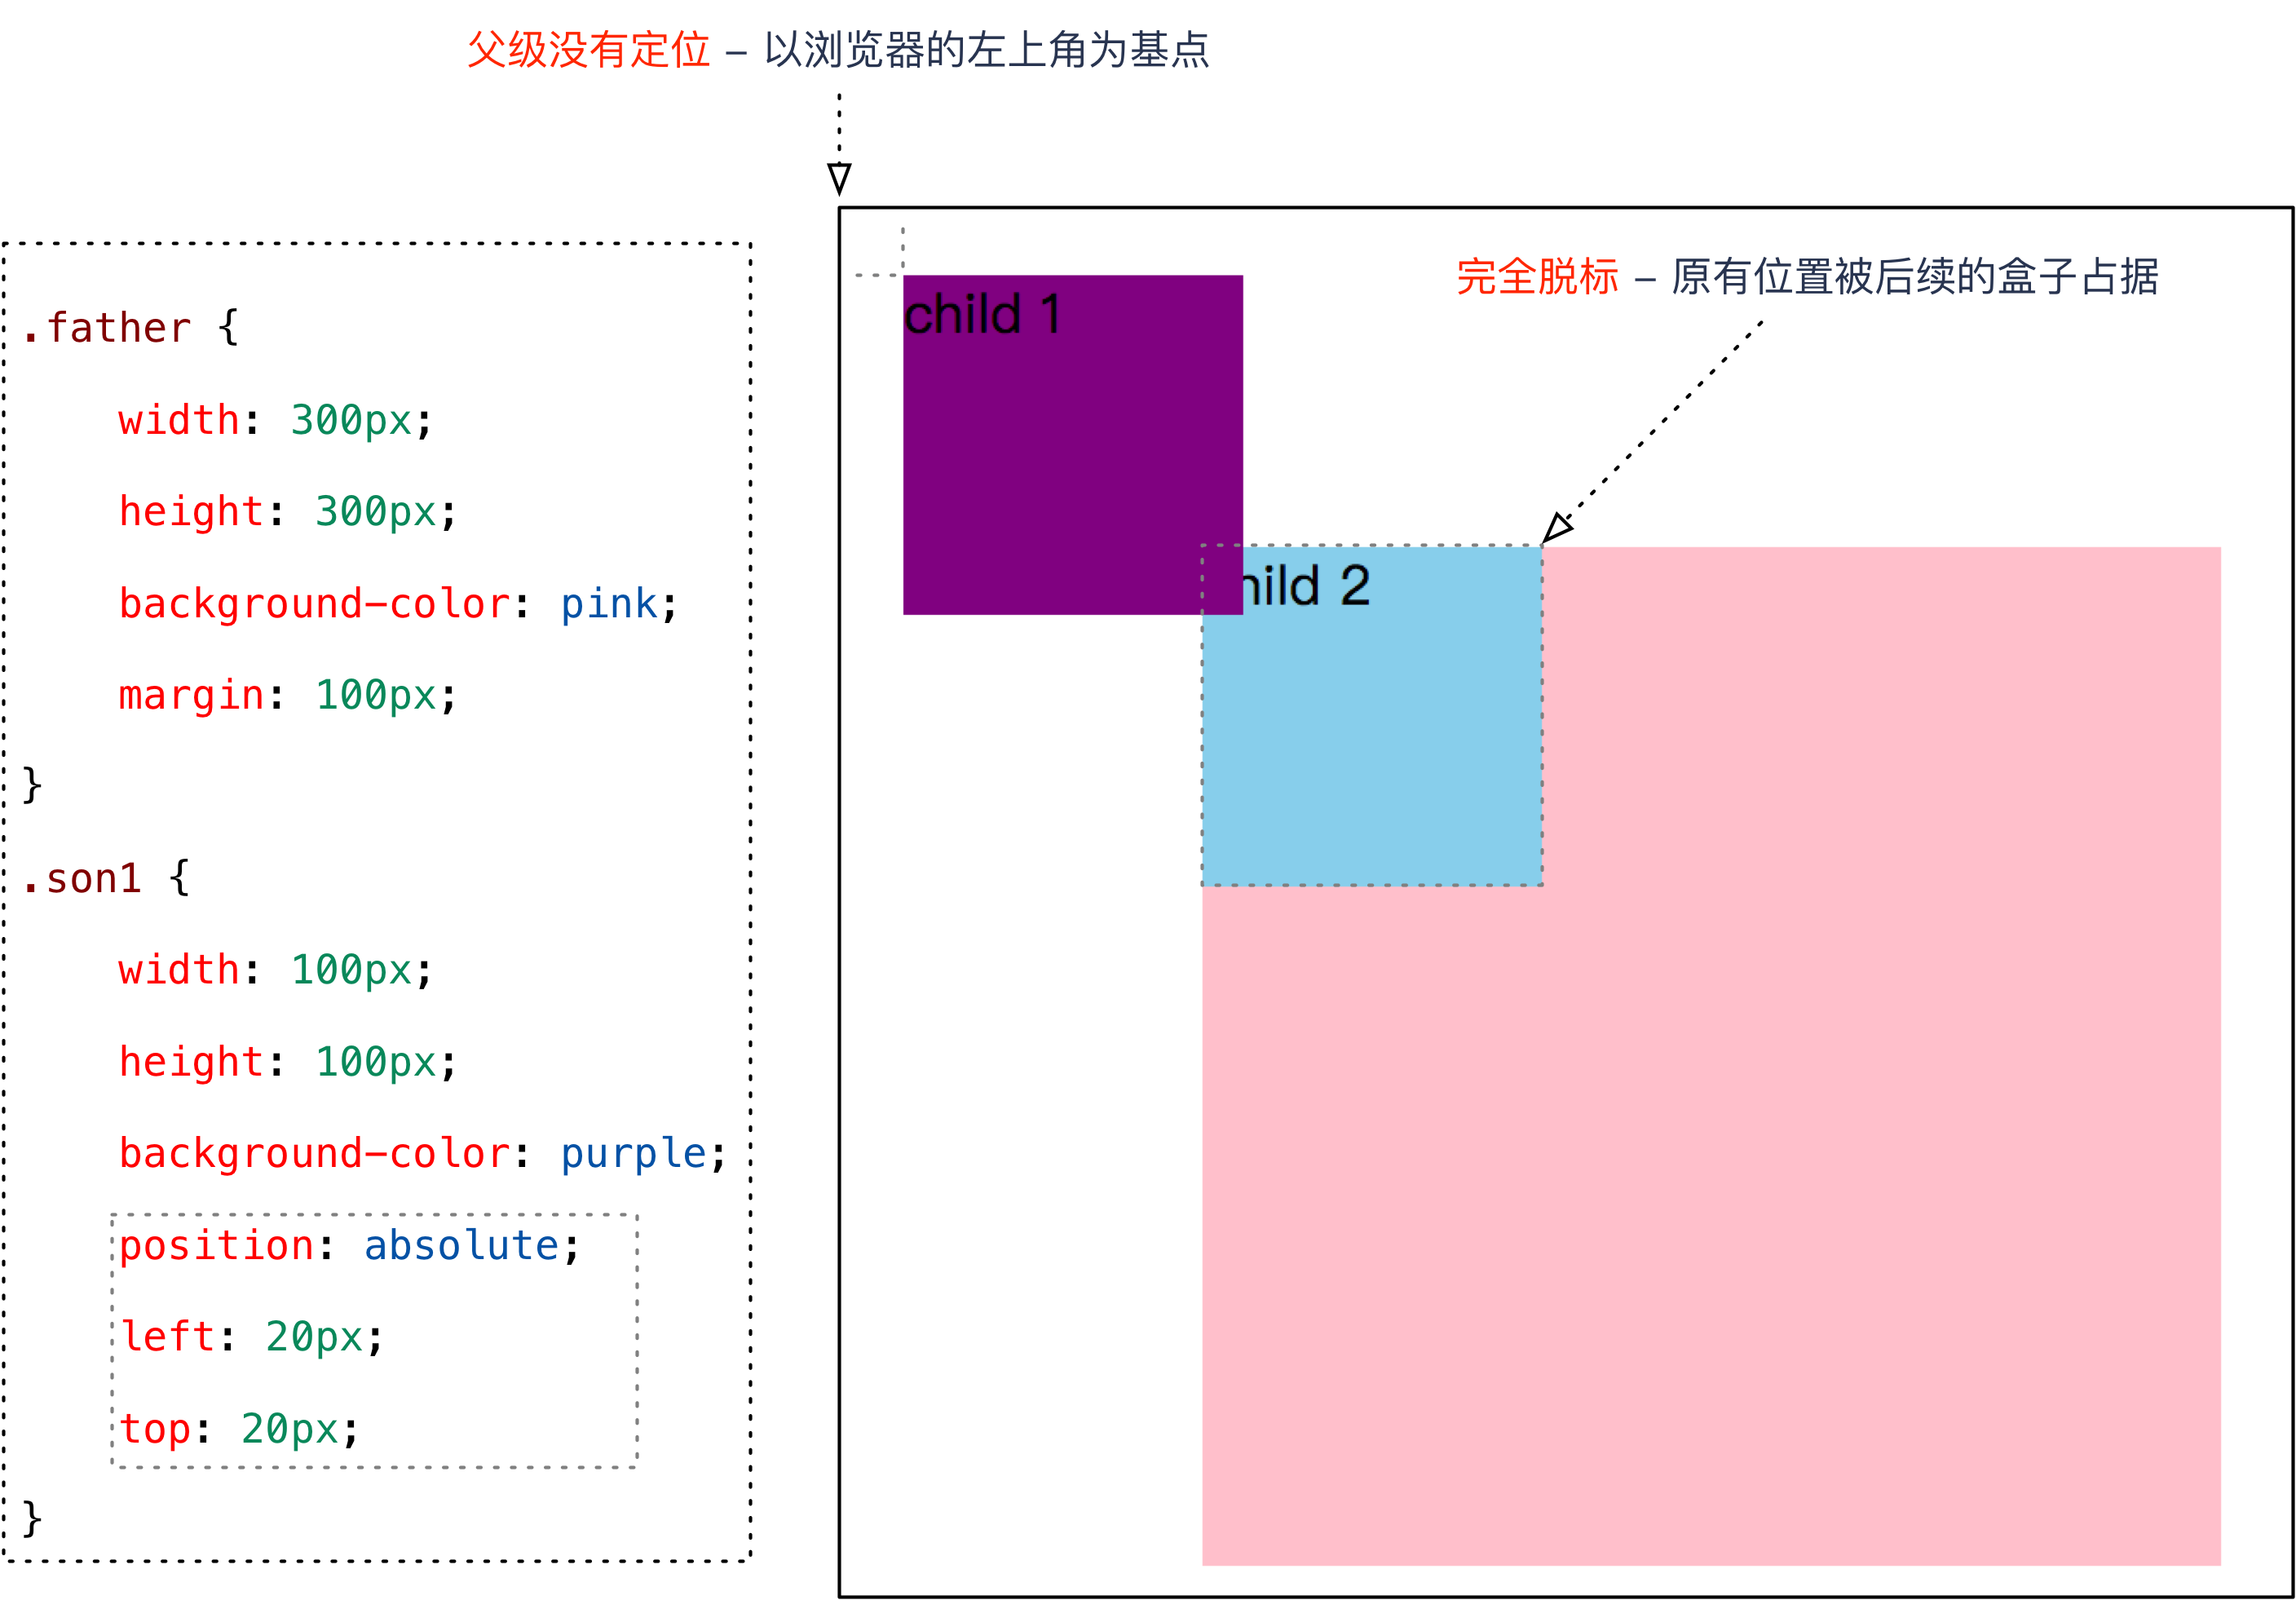 父级没有定位 – 以浏览器的左上角为基点
.father {
width: 300px;
height: 300px;
background-color: pink;
margin: 100px;
}
.son1 {
width: 100px;
height: 100px;
background-color: purple;
position: absolute;
left: 20px;
top: 20px;
}
child 1
完全脱标 – 原有位置被后续的盒子占据
hild 2